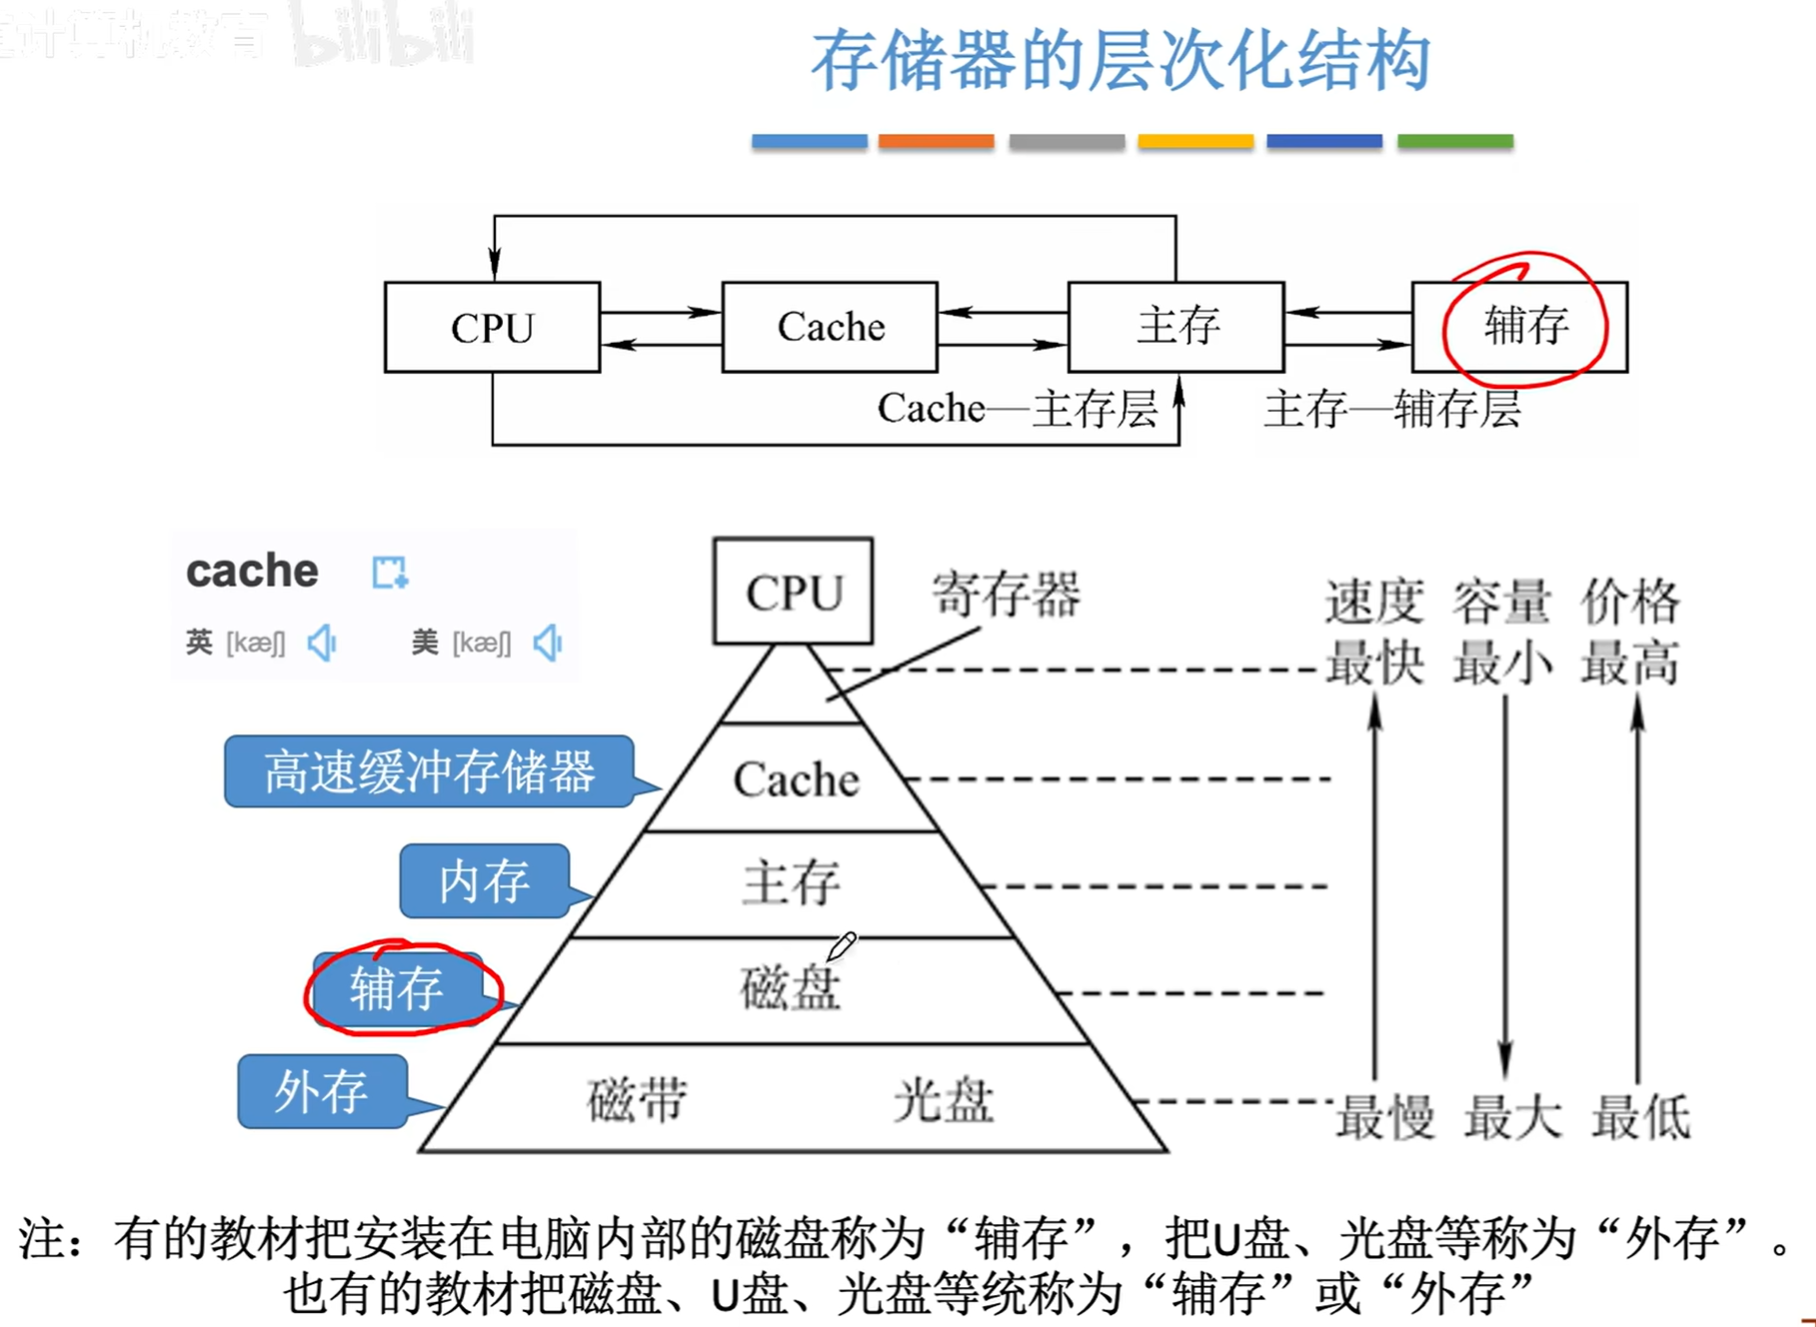 计算机教育 bilibili
存储器的层次化结构
CPU
Cache
主存
辅存
Cache—主存层
主存—辅存层
cache
英 [kæʃ] 美 [kæʃ]
CPU
寄存器
速度 容量 价格
最快 最小 最高
高速缓冲存储器
Cache
内存
主存
辅存
磁盘
外存
磁带 光盘
最慢 最大 最低
注：有的教材把安装在电脑内部的磁盘称为“辅存”，把U盘、光盘等称为“外存”。
也有的教材把磁盘、U盘、光盘等统称为“辅存”或“外存”